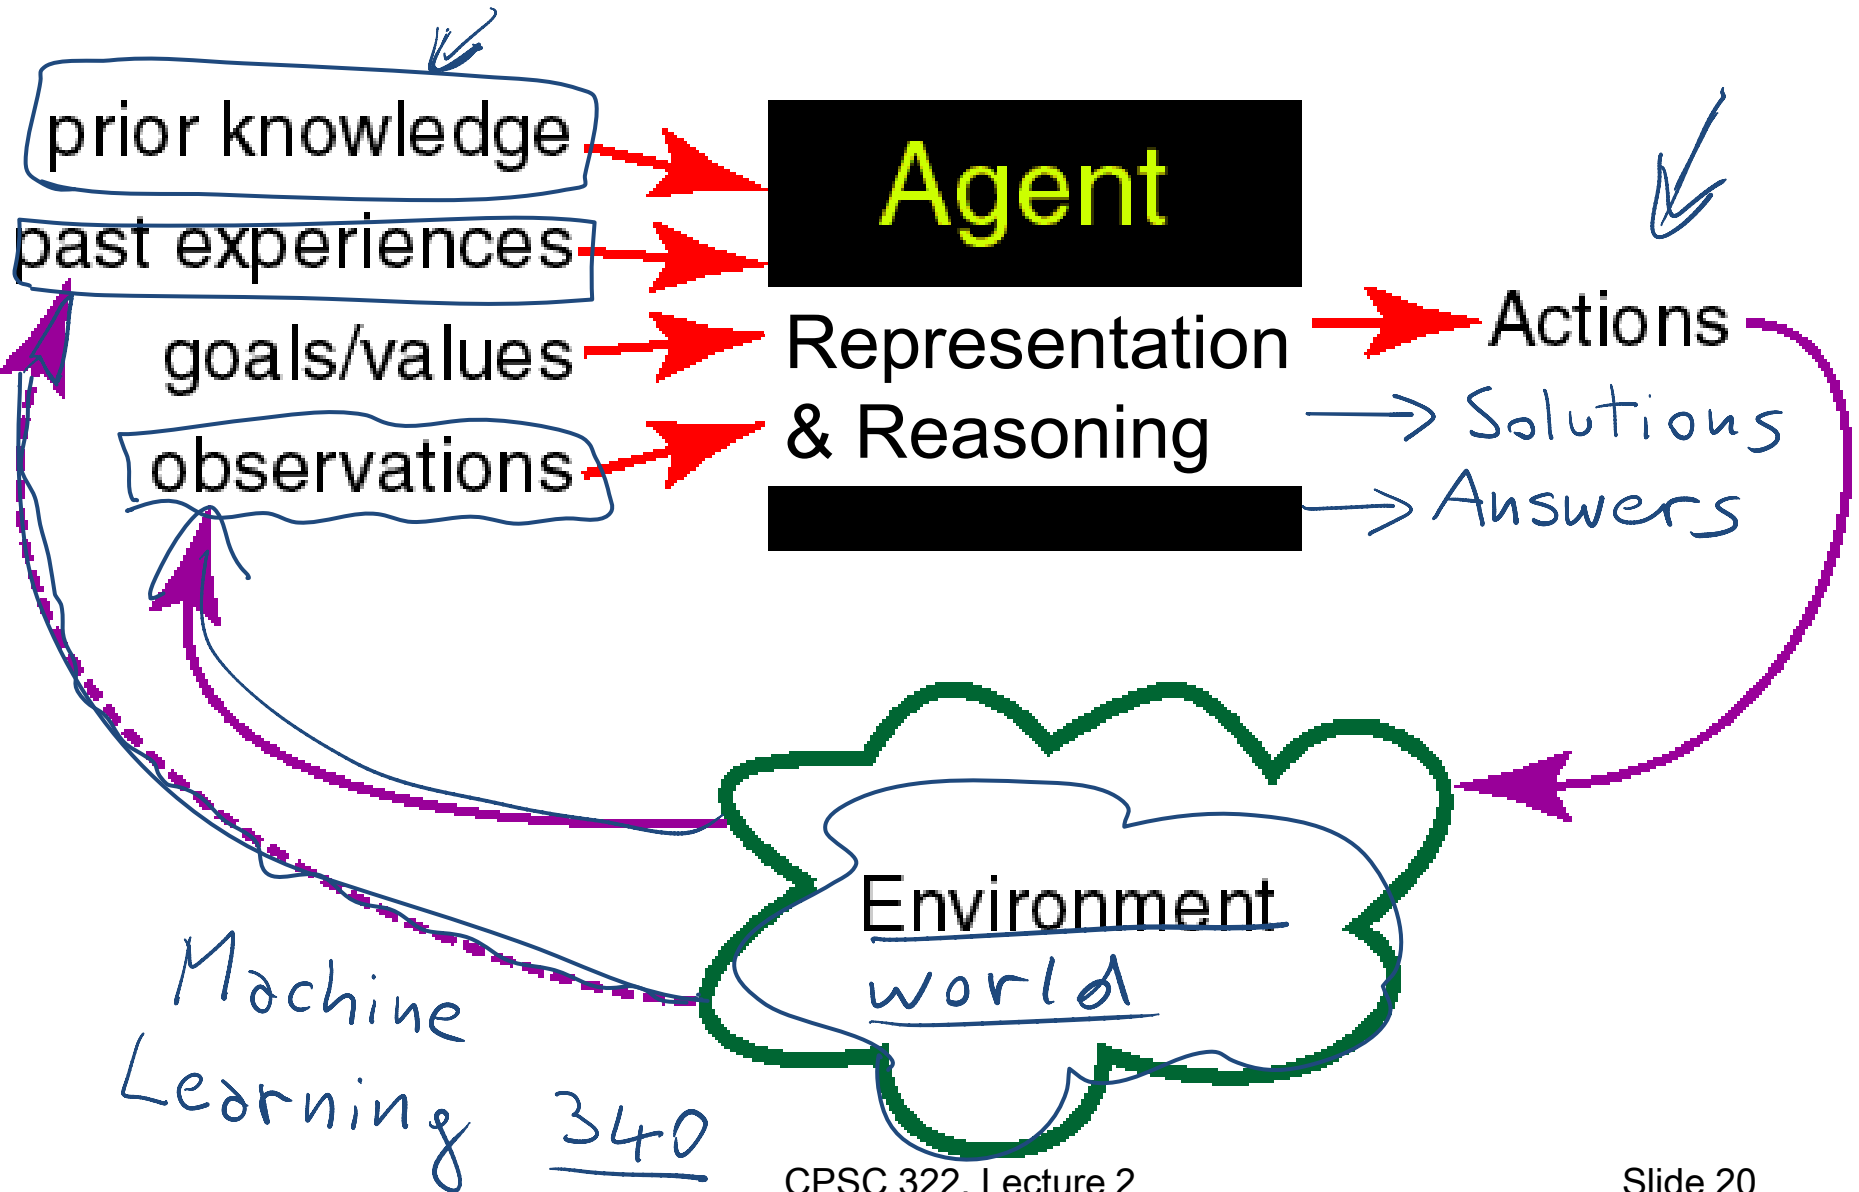 prior knowledge
past experiences
goals/values
observations
Agent
Representation
& Reasoning
Actions
→ Solutions
→ Answers
Environment
world
Machine
Learning 340
CPSC 322, Lecture 2
Slide 20